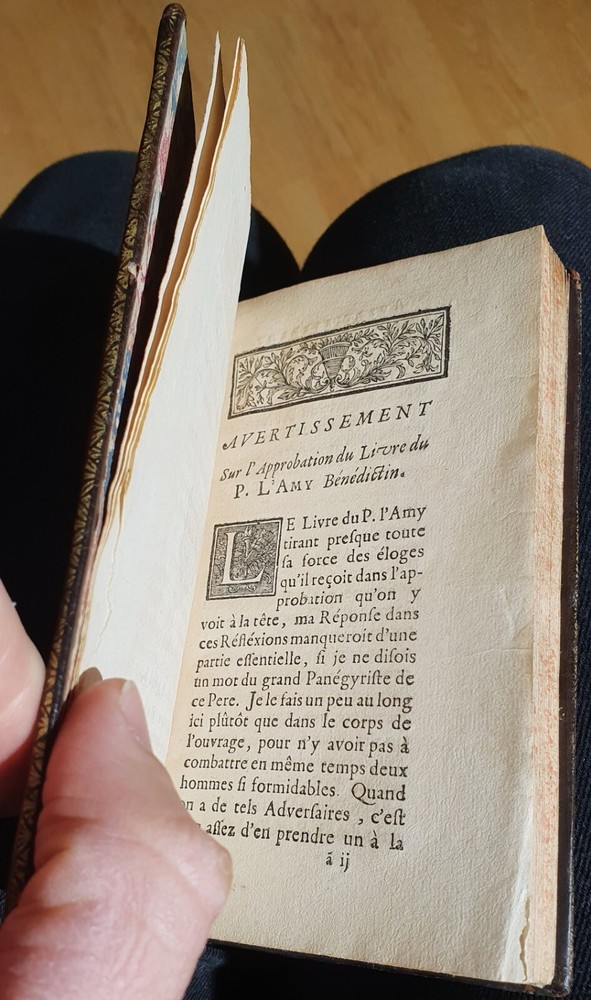 AVERTISSEMENT
Sur l'Approbation du Livre du
P. L'AMY Bénédictin.
LE Livre du P. l'Amy
tirant preſque toute
ſa force des éloges
qu'il reçoit dans l'ap-
probation qu'on y
voit à la tête, ma Réponſe dans
ces Réfléxions manqueroit d'une
partie eſſentielle, ſi je ne diſois
un mot du grand Panégyriſte de
ce Pere. Je le fais un peu au long
ici plûtôt que dans le corps de
l'ouvrage, pour n'y avoir pas à
combattre en même temps deux
hommes ſi formidables. Quand
on a de tels Adverſaires, c'eſt
aſſez d'en prendre un à la
ã ij